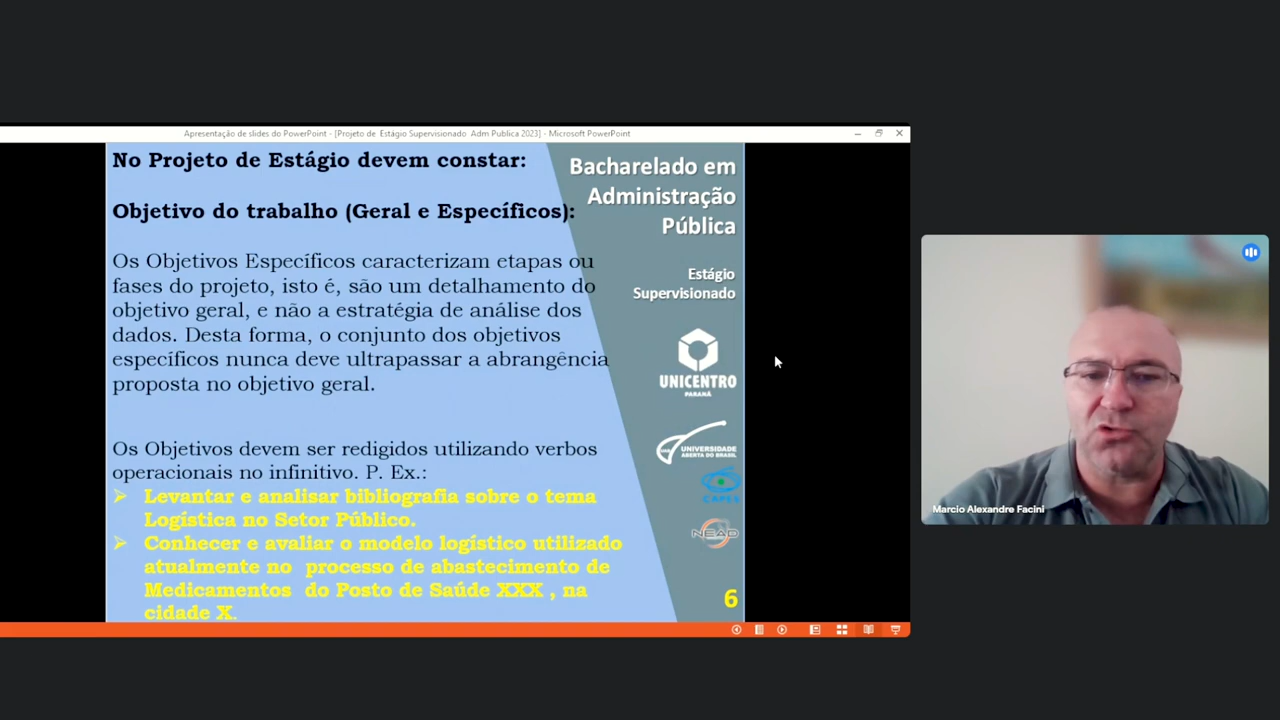 Apresentação de slides do PowerPoint - [Projeto de Estágio Supervisionado Adm Publica 2023] - Microsoft PowerPoint
No Projeto de Estágio devem constar:
Objetivo do trabalho (Geral e Específicos):
Os Objetivos Específicos caracterizam etapas ou
fases do projeto, isto é, são um detalhamento do
objetivo geral, e não a estratégia de análise dos
dados. Desta forma, o conjunto dos objetivos
específicos nunca deve ultrapassar a abrangência
proposta no objetivo geral.
Os Objetivos devem ser redigidos utilizando verbos
operacionais no infinitivo. P. Ex.:
Levantar e analisar bibliografia sobre o tema
Logística no Setor Público.
Conhecer e avaliar o modelo logístico utilizado
atualmente no processo de abastecimento de
Medicamentos do Posto de Saúde XXX , na
cidade X.
Bacharelado em
Administração
Pública
Estágio
Supervisionado
UNICENTRO
PARANÁ
UNIVERSIDADE
ABERTA DO BRASIL
CAPES
NEAD
6
Marcio Alexandre Facini